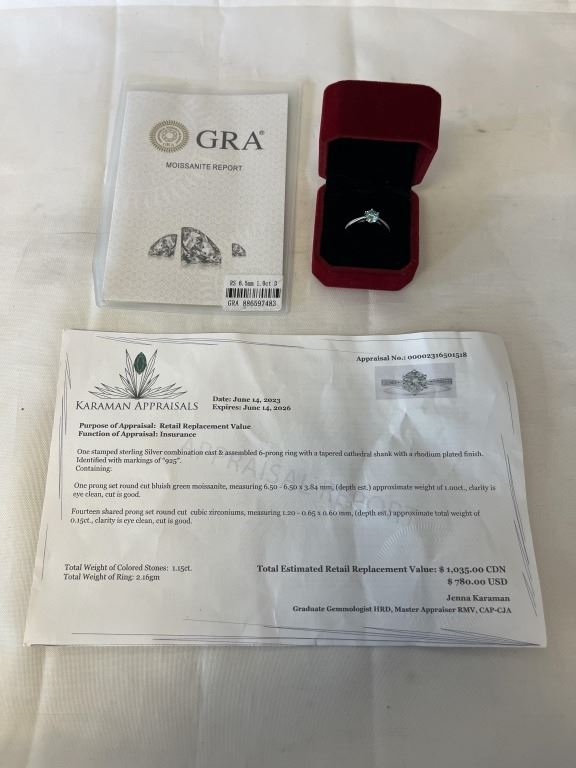 GRA®
GRA
MOISSANITE REPORT
RS 6.5mm 1.0ct D
GRA 886597483
Appraisal No.: 00002316501518
KARAMAN APPRAISALS
Date: June 14, 2023
Expires: June 14, 2026
Purpose of Appraisal: Retail Replacement Value
Function of Appraisal: Insurance
One stamped sterling Silver combination cast & assembled 6-prong ring with a tapered cathedral shank with a rhodium plated finish.
Identified with markings of "925".
Containing:
One prong set round cut bluish green moissanite, measuring 6.50 - 6.50 x 3.84 mm, (depth est.) approximate weight of 1.00ct., clarity is
eye clean, cut is good.
Fourteen shared prong set round cut cubic zirconiums, measuring 1.20 - 0.65 x 0.60 mm, (depth est.) approximate total weight of
0.15ct., clarity is eye clean, cut is good.
Total Weight of Colored Stones: 1.15ct.
Total Weight of Ring: 2.16gm
Total Estimated Retail Replacement Value: $ 1,035.00 CDN
$ 780.00 USD
Jenna Karaman
Graduate Gemmologist HRD, Master Appraiser RMV, CAP-CJA